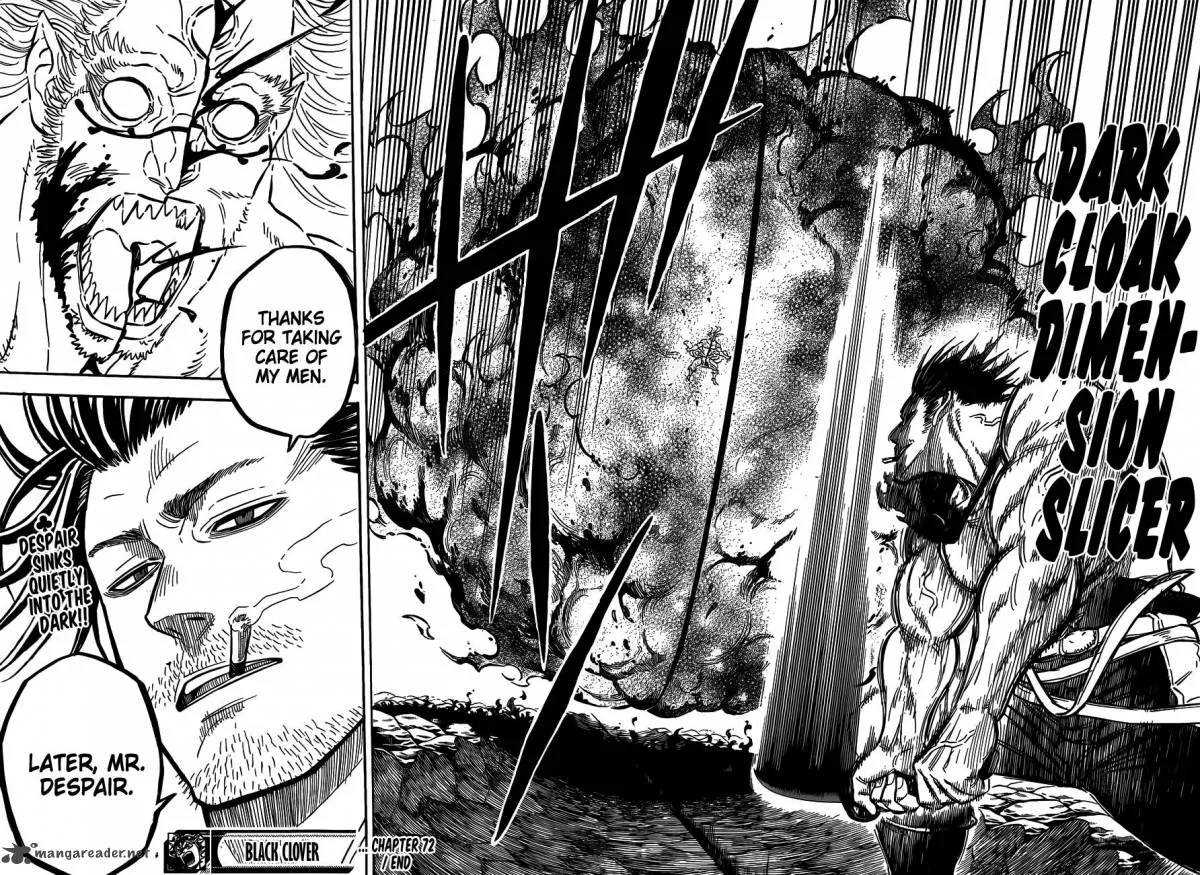 DARK
CLOAK
DIMEN-
SION
SLICER
THANKS
FOR TAKING
CARE OF
MY MEN.
DESPAIR
SINKS
QUIETLY
INTO THE
DARK!!
LATER, MR.
DESPAIR.
BLACK CLOVER
... CHAPTER 72
/ END
mangareader.net